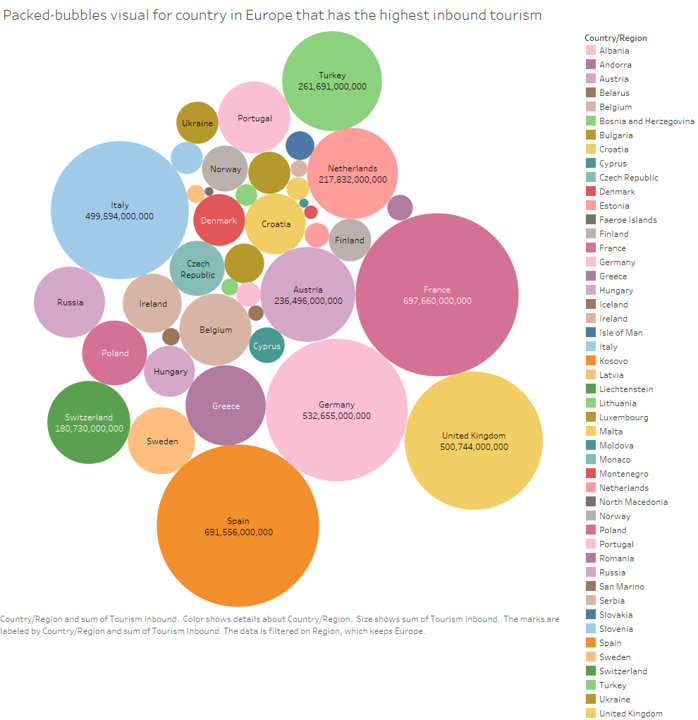 Packed-bubbles visual for country in Europe that has the highest inbound tourism
Country/Region
Albania
Andorra
Austria
Belarus
Belgium
Bosnia and Herzegovina
Bulgaria
Croatia
Cyprus
Czech Republic
Denmark
Estonia
Faeroe Islands
Finland
France
Germany
Greece
Hungary
Iceland
Ireland
Isle of Man
Italy
Kosovo
Latvia
Liechtenstein
Lithuania
Luxembourg
Malta
Moldova
Monaco
Montenegro
Netherlands
North Macedonia
Norway
Poland
Portugal
Romania
Russia
San Marino
Serbia
Slovakia
Slovenia
Spain
Sweden
Switzerland
Turkey
Ukraine
United Kingdom
Turkey
261,691,000,000
Portugal
Ukraine
Norway
Netherlands
217,832,000,000
Italy
499,594,000,000
Denmark
Croatia
Finland
Czech
Republic
Austria
236,496,000,000
France
697,660,000,000
Russia
Ireland
Belgium
Cyprus
Poland
Hungary
Greece
Germany
532,655,000,000
Switzerland
180,730,000,000
Sweden
United Kingdom
500,744,000,000
Spain
691,556,000,000
Country/Region and sum of Tourism Inbound. Color shows details about Country/Region. Size shows sum of Tourism Inbound. The marks are
labeled by Country/Region and sum of Tourism Inbound. The data is filtered on Region, which keeps Europe.